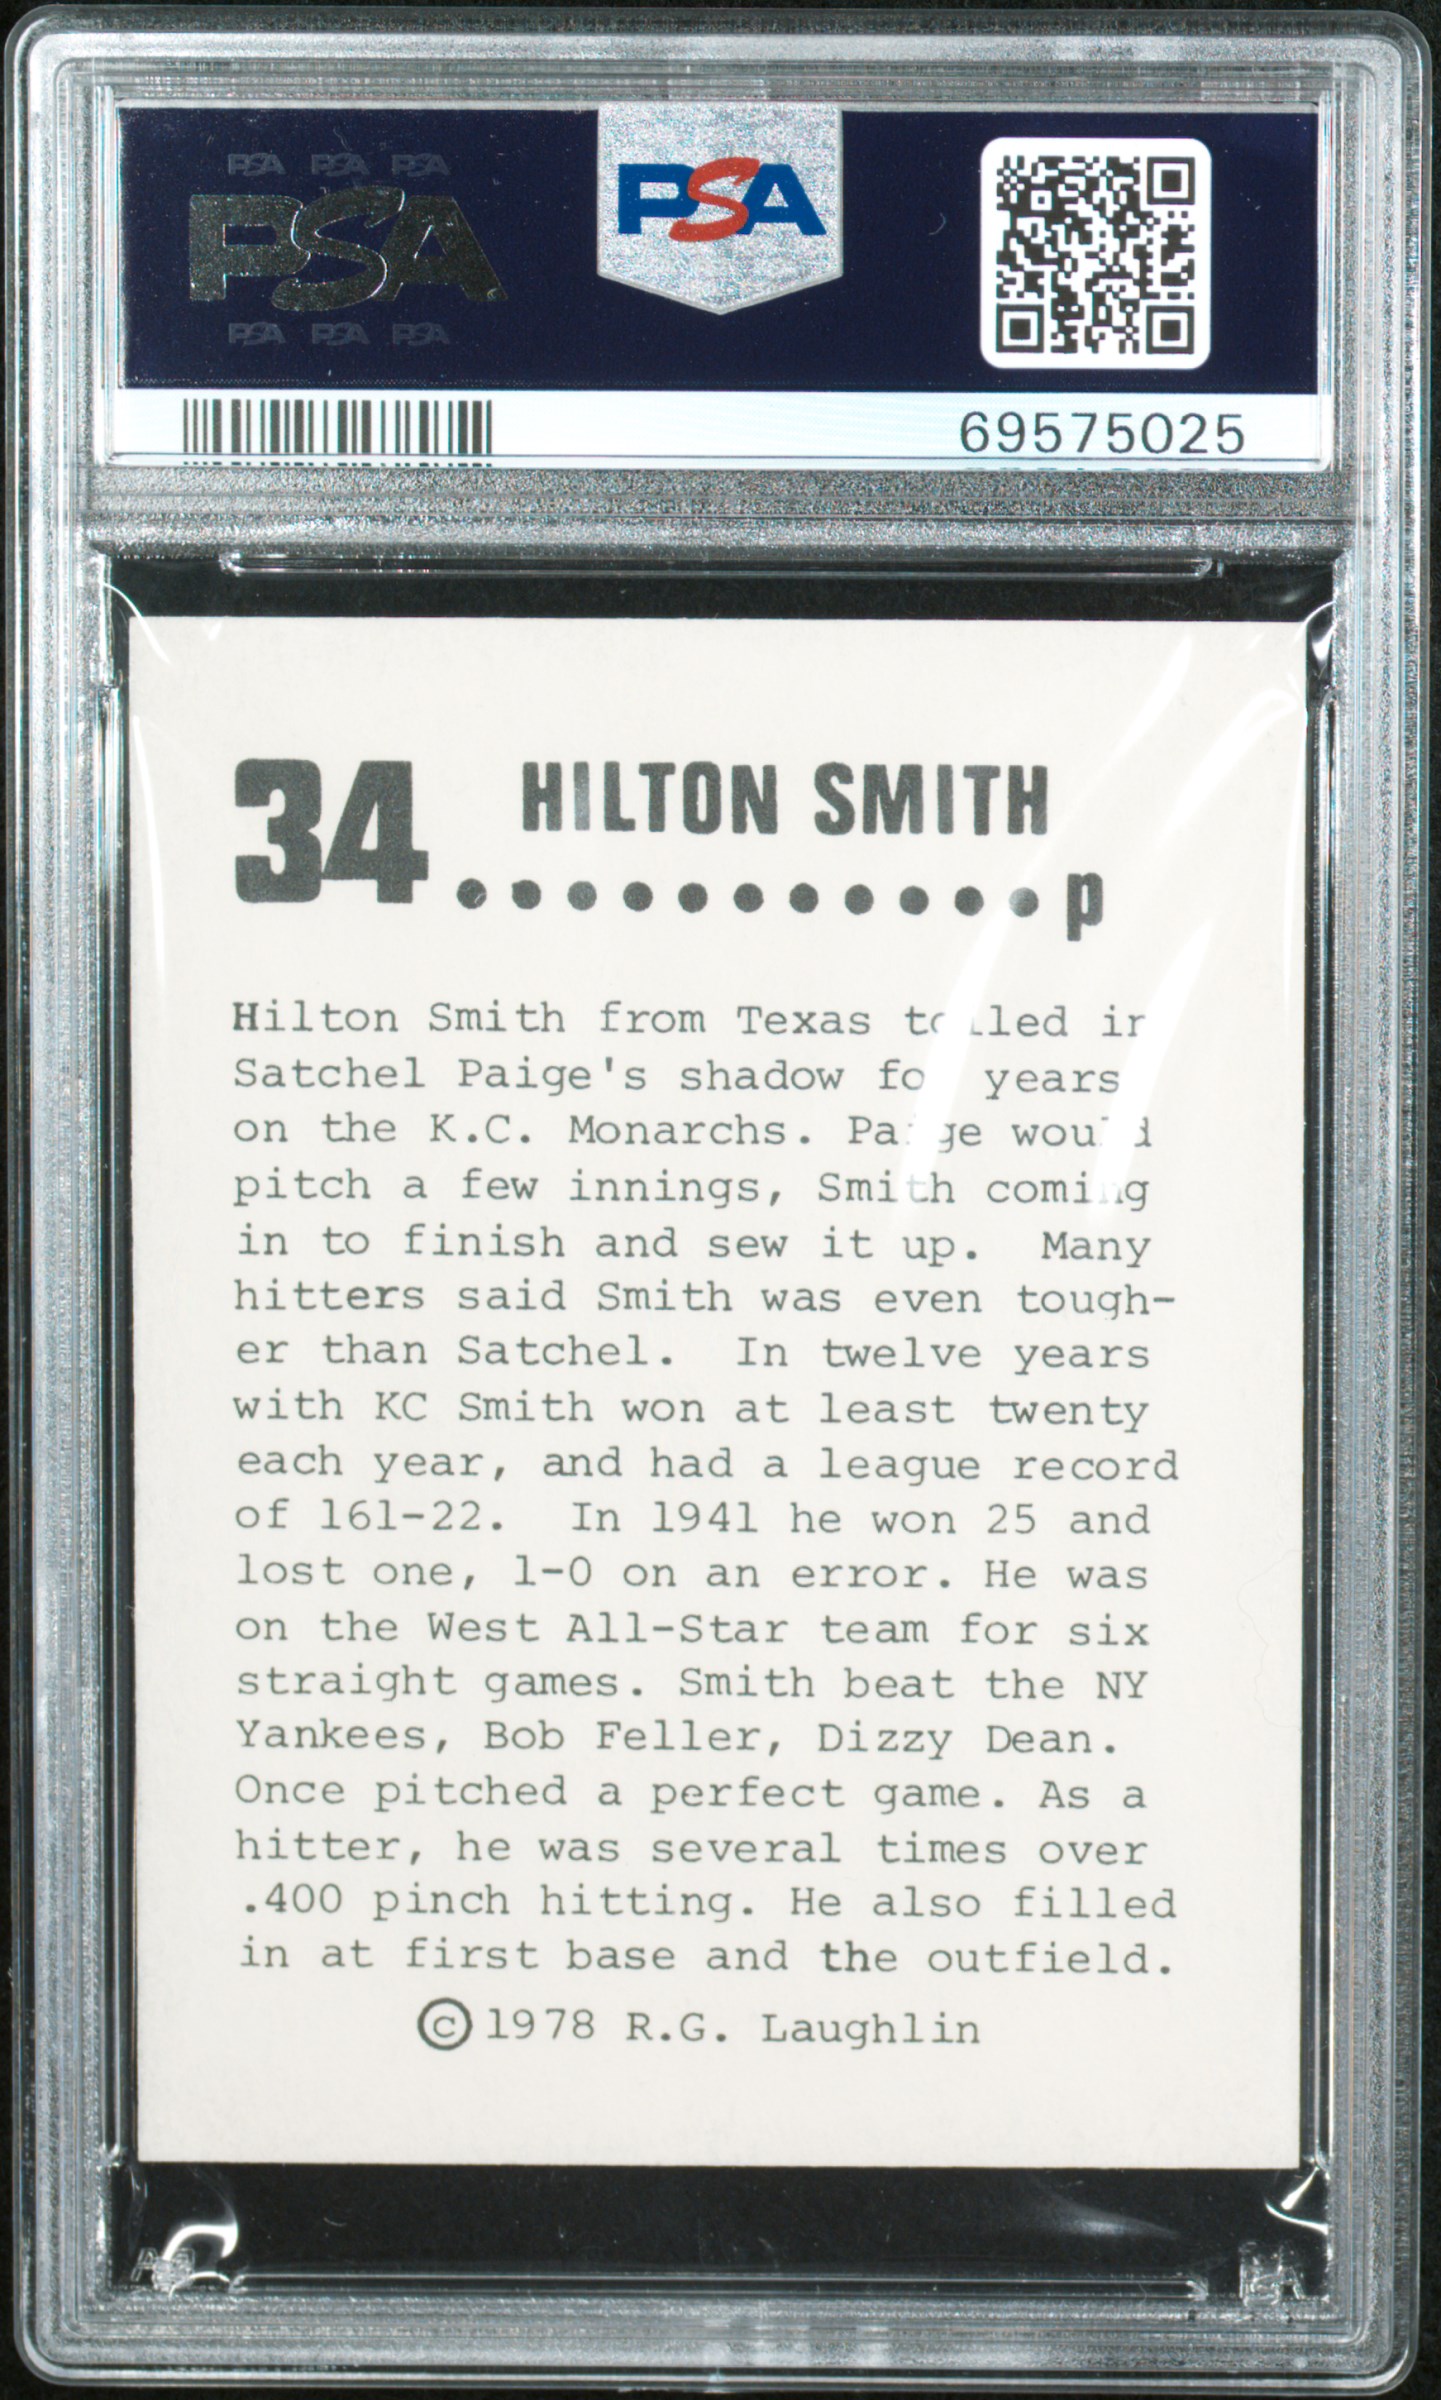 PSA PSA PSA
PSA
PSA PSA PSA
PSA
69575025
34 HILTON SMITH
...........p
Hilton Smith from Texas toiled in
Satchel Paige's shadow for years
on the K.C. Monarchs. Paige would
pitch a few innings, Smith coming
in to finish and sew it up.  Many
hitters said Smith was even tough-
er than Satchel.  In twelve years
with KC Smith won at least twenty
each year, and had a league record
of 161-22.  In 1941 he won 25 and
lost one, 1-0 on an error. He was
on the West All-Star team for six
straight games. Smith beat the NY
Yankees, Bob Feller, Dizzy Dean.
Once pitched a perfect game. As a
hitter, he was several times over
.400 pinch hitting. He also filled
in at first base and the outfield.
©1978 R.G. Laughlin